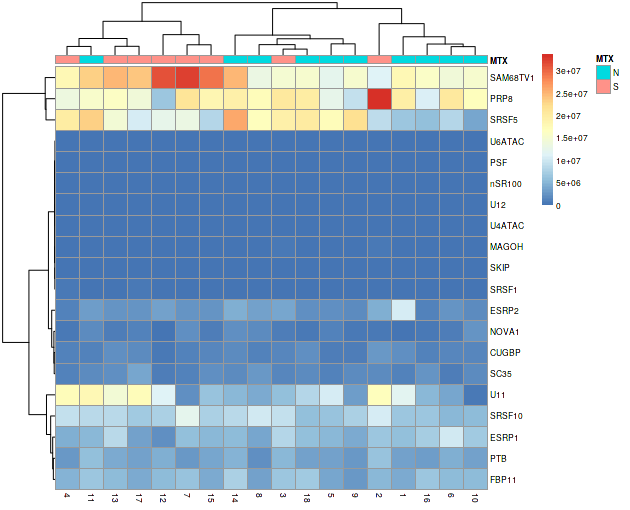 MTX
SAM68TV1
PRP8
SRSF5
U6ATAC
PSF
nSR100
U12
U4ATAC
MAGOH
SKIP
SRSF1
ESRP2
NOVA1
CUGBP
SC35
U11
SRSF10
ESRP1
PTB
FBP11
4 11 13 17 12 7 15 14 8 3 18 5 9 2 1 16 6 10
3e+07
2.5e+07
2e+07
1.5e+07
1e+07
5e+06
0
MTX
N
S